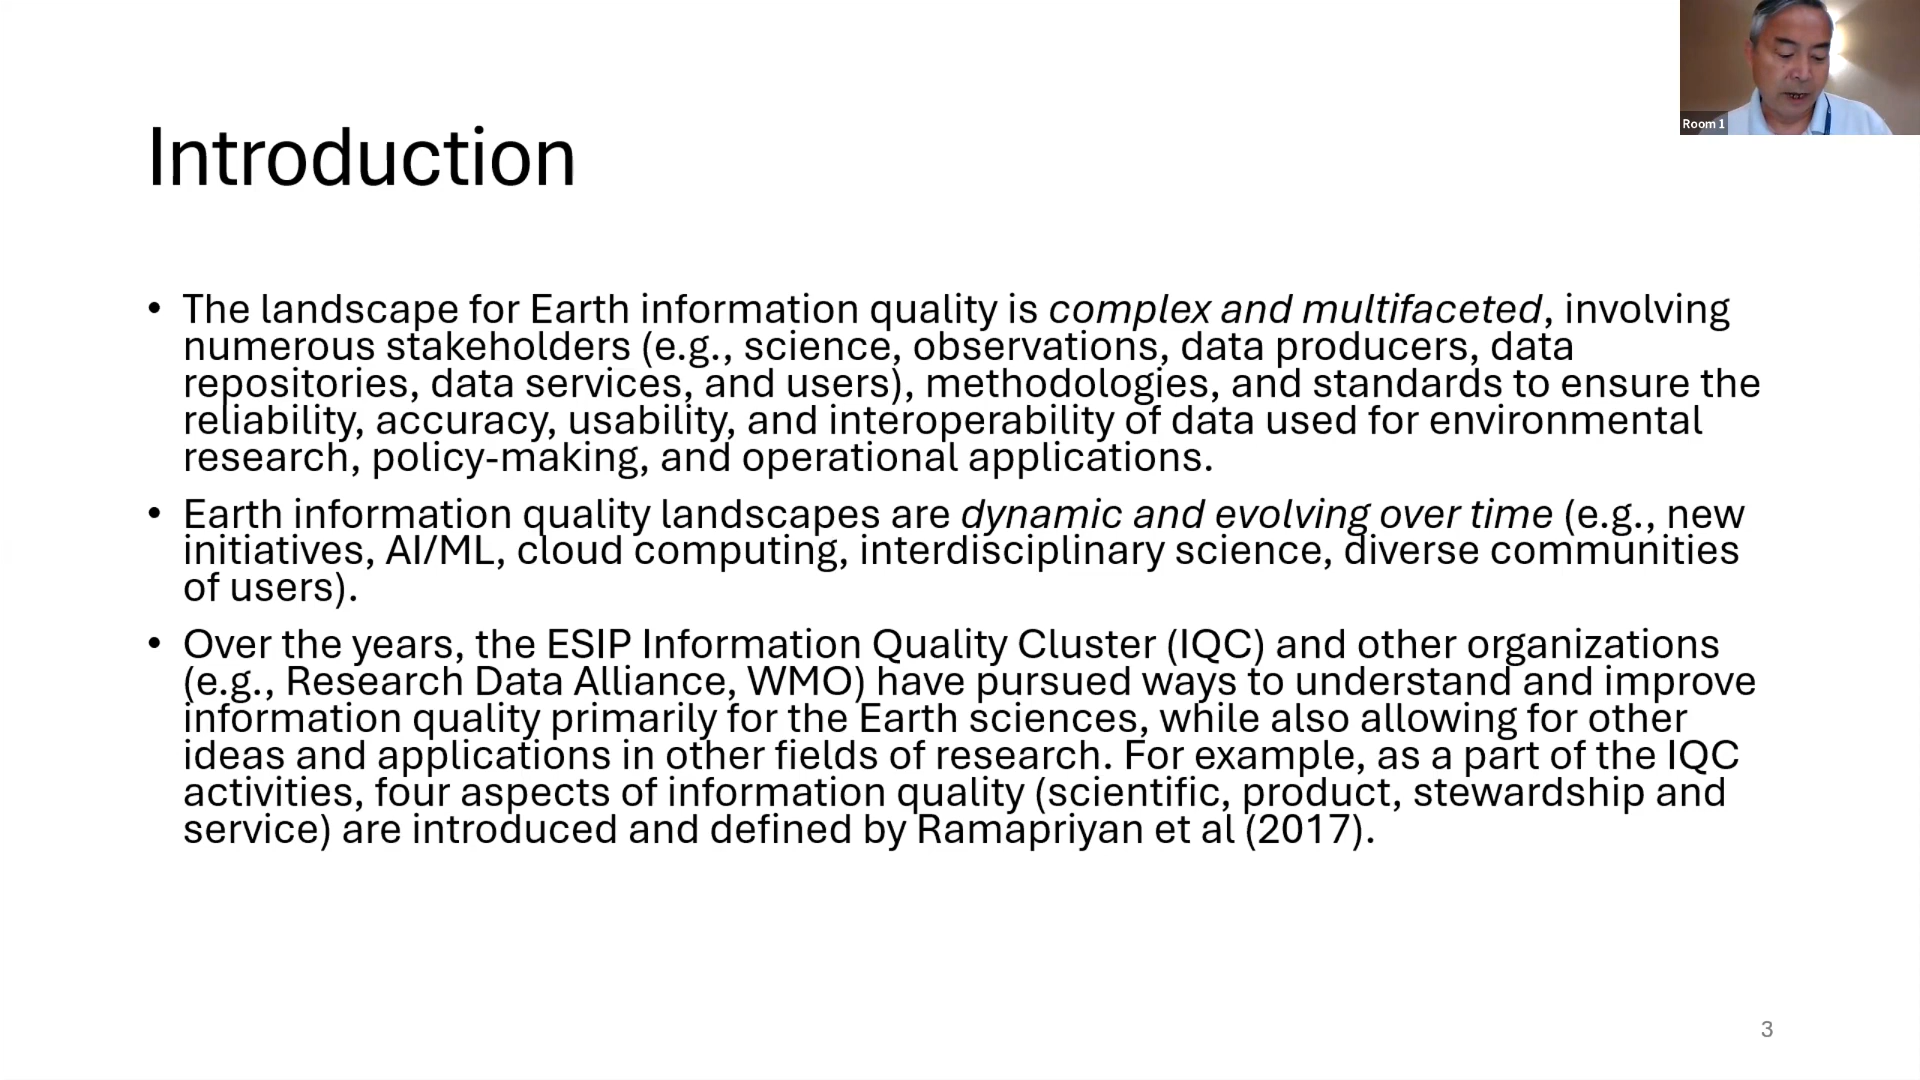 Room 1
Introduction
• The landscape for Earth information quality is complex and multifaceted, involving
numerous stakeholders (e.g., science, observations, data producers, data
repositories, data services, and users), methodologies, and standards to ensure the
reliability, accuracy, usability, and interoperability of data used for environmental
research, policy-making, and operational applications.
• Earth information quality landscapes are dynamic and evolving over time (e.g., new
initiatives, AI/ML, cloud computing, interdisciplinary science, diverse communities
of users).
• Over the years, the ESIP Information Quality Cluster (IQC) and other organizations
(e.g., Research Data Alliance, WMO) have pursued ways to understand and improve
information quality primarily for the Earth sciences, while also allowing for other
ideas and applications in other fields of research. For example, as a part of the IQC
activities, four aspects of information quality (scientific, product, stewardship and
service) are introduced and defined by Ramapriyan et al (2017).
3